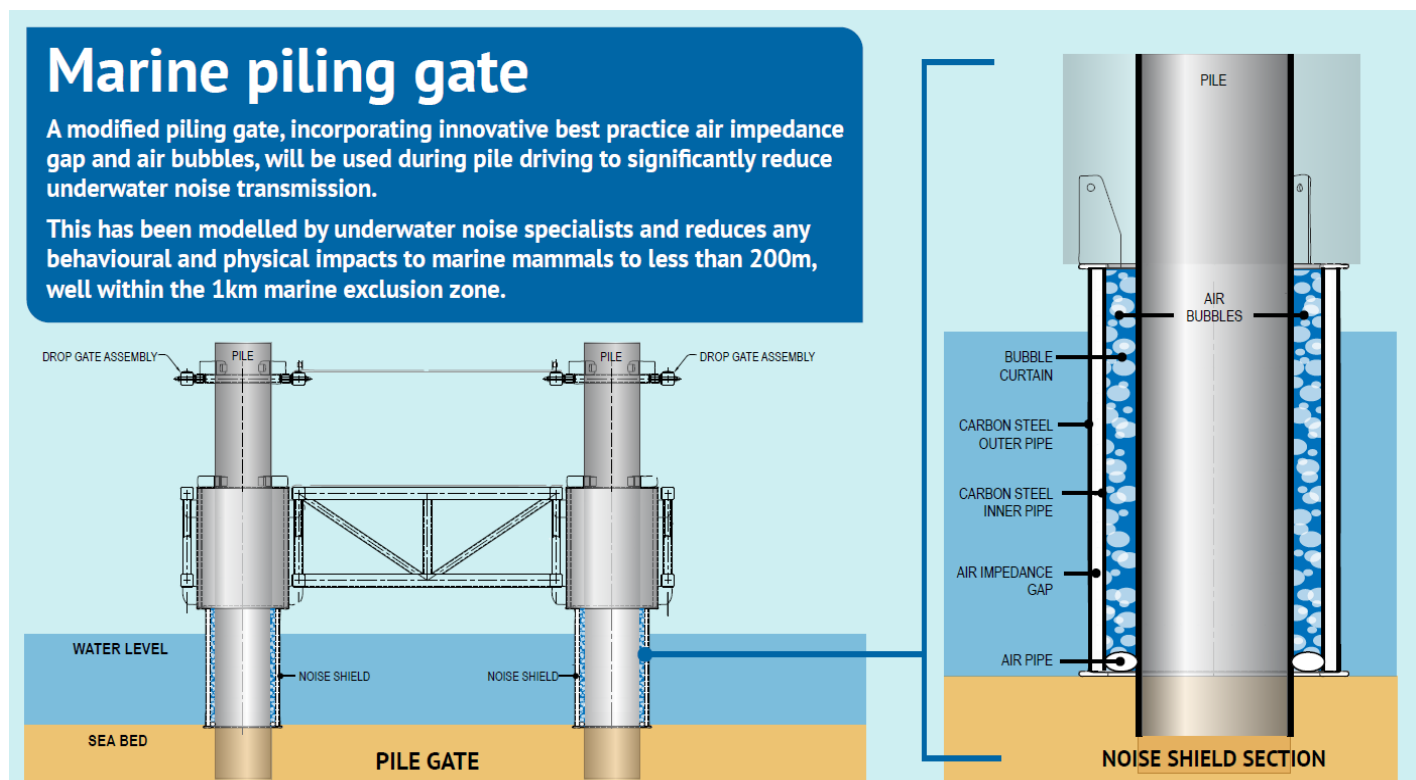 Marine piling gate
A modified piling gate, incorporating innovative best practice air impedance
gap and air bubbles, will be used during pile driving to significantly reduce
underwater noise transmission.
This has been modelled by underwater noise specialists and reduces any
behavioural and physical impacts to marine mammals to less than 200m,
well within the 1km marine exclusion zone.
DROP GATE ASSEMBLY
PILE
PILE
DROP GATE ASSEMBLY
WATER LEVEL
NOISE SHIELD
NOISE SHIELD
SEA BED
PILE GATE
PILE
AIR
BUBBLES
BUBBLE
CURTAIN
CARBON STEEL
OUTER PIPE
CARBON STEEL
INNER PIPE
AIR IMPEDANCE
GAP
AIR PIPE
NOISE SHIELD SECTION